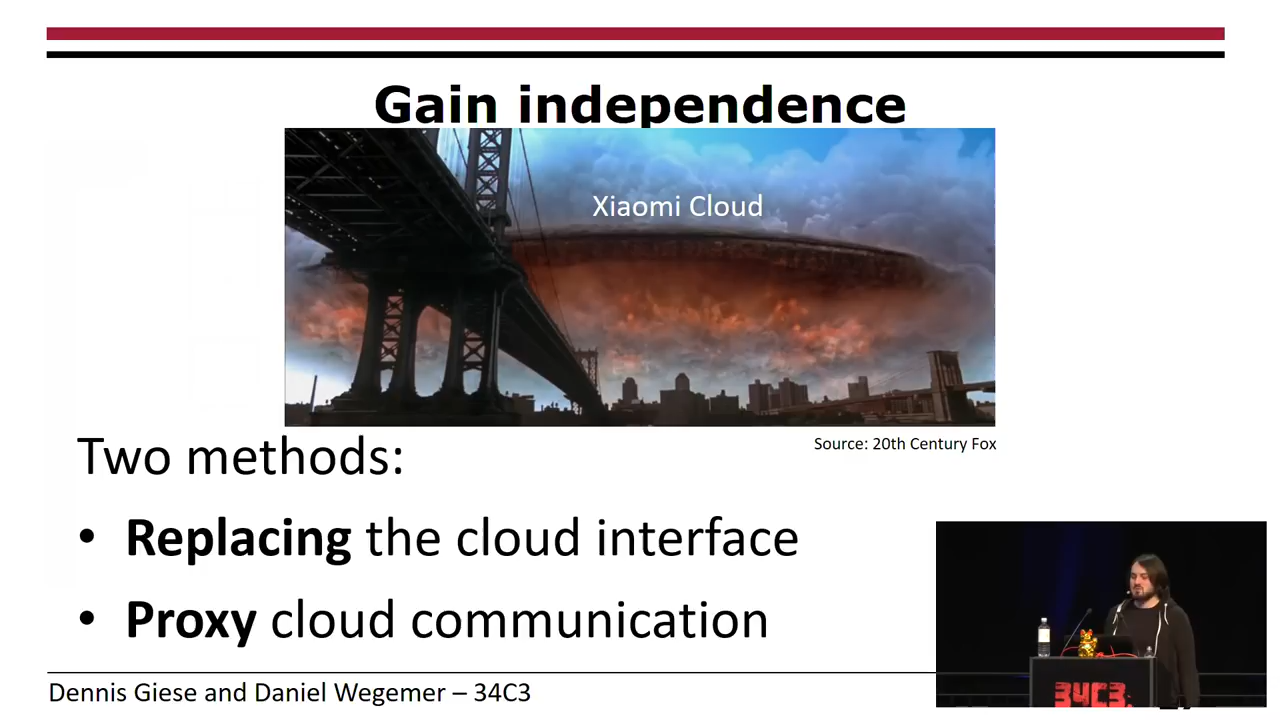 Gain independence
Xiaomi Cloud
Source: 20th Century Fox
Two methods:
• Replacing the cloud interface
• Proxy cloud communication
Dennis Giese and Daniel Wegemer – 34C3
34C3